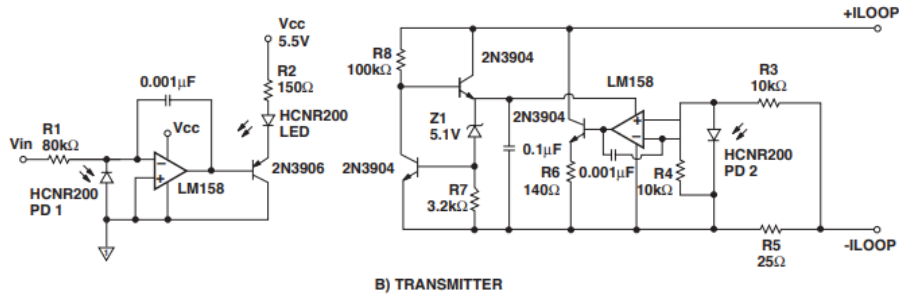 Vcc
5.5V
R2
150Ω
HCNR200
LED
0.001µF
Vcc
R1
80kΩ
Vin
−
+
LM158
2N3906
HCNR200
PD 1
1
+ILOOP
R8
100kΩ
2N3904
LM158
R3
10kΩ
Z1
5.1V
2N3904
+
−
HCNR200
PD 2
0.1µF
2N3904
R7
3.2kΩ
R6
140Ω
0.001µF
R4
10kΩ
-ILOOP
R5
25Ω
B) TRANSMITTER